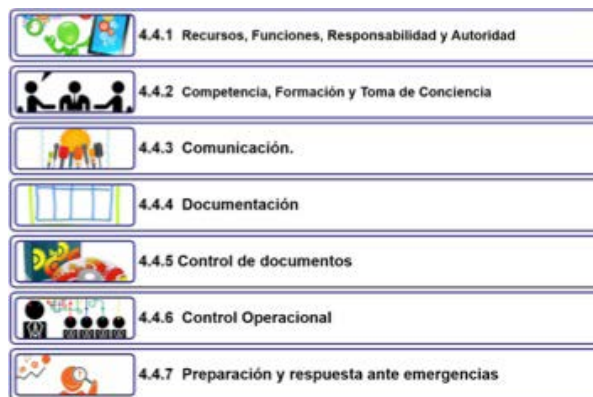 4.4.1 Recursos, Funciones, Responsabilidad y Autoridad
4.4.2 Competencia, Formación y Toma de Conciencia
4.4.3 Comunicación.
4.4.4 Documentación
4.4.5 Control de documentos
4.4.6 Control Operacional
4.4.7 Preparación y respuesta ante emergencias